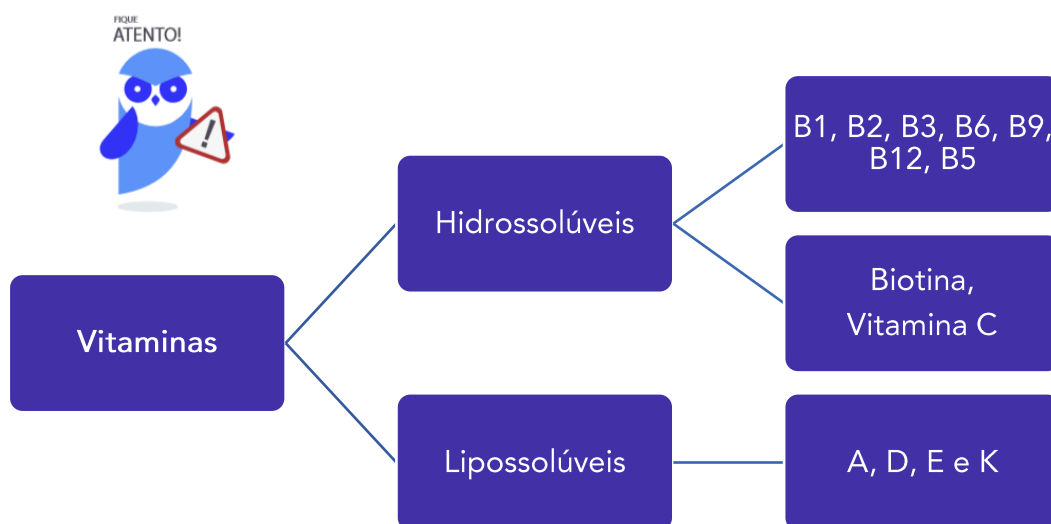 FIQUE
ATENTO!
Vitaminas
Hidrossolúveis
B1, B2, B3, B6, B9,
B12, B5
Biotina,
Vitamina C
Lipossolúveis
A, D, E e K